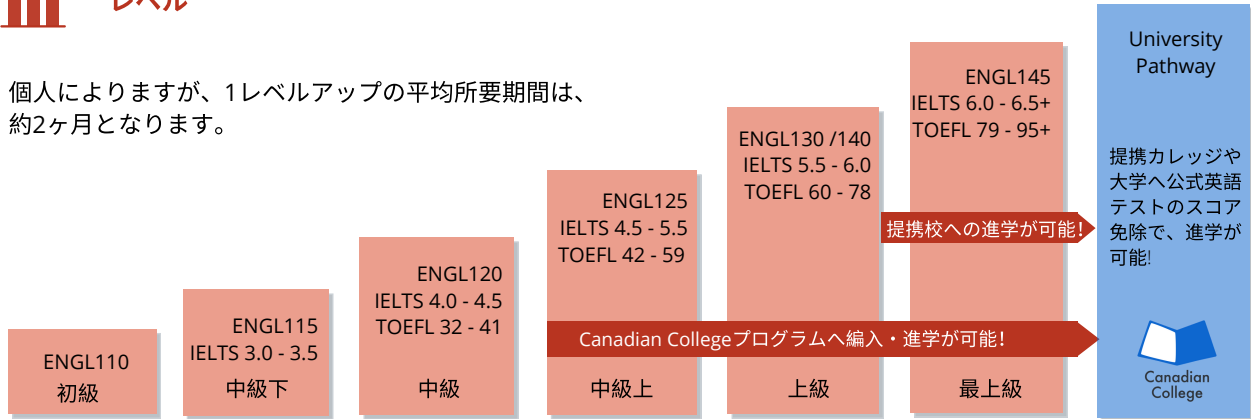 レベル
個人によりますが、1レベルアップの平均所要期間は、
約2ヶ月となります。
ENGL110
初級
ENGL115
IELTS 3.0 - 3.5
中級下
ENGL120
IELTS 4.0 - 4.5
TOEFL 32 - 41
中級
ENGL125
IELTS 4.5 - 5.5
TOEFL 42 - 59
中級上
ENGL130 /140
IELTS 5.5 - 6.0
TOEFL 60 - 78
上級
ENGL145
IELTS 6.0 - 6.5+
TOEFL 79 - 95+
最上級
提携校への進学が可能!
Canadian Collegeプログラムへ編入・進学が可能!
University
Pathway
提携カレッジや
大学へ公式英語
テストのスコア
免除で、進学が
可能!
Canadian
College